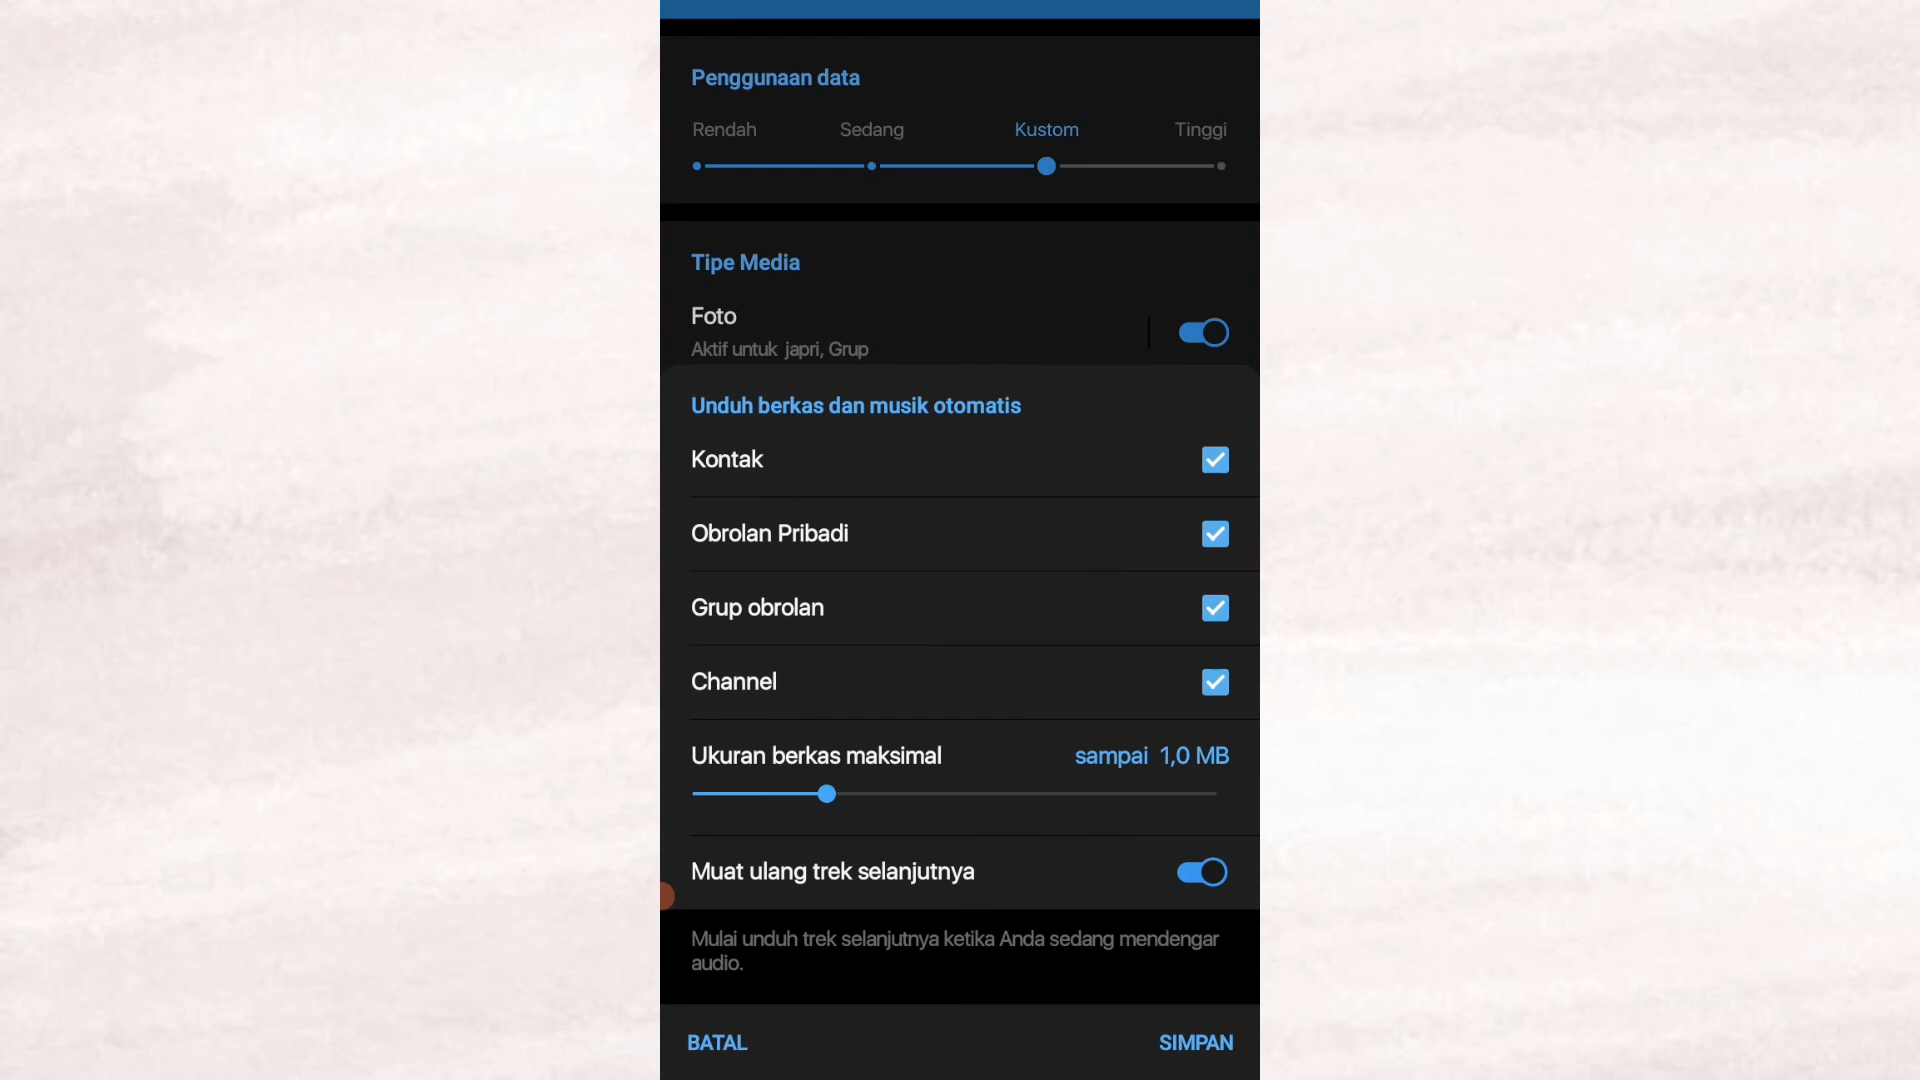 Penggunaan data
Rendah Sedang Kustom Tinggi
Tipe Media
Foto
Aktif untuk japri, Grup
Unduh berkas dan musik otomatis
Kontak
Obrolan Pribadi
Grup obrolan
Channel
Ukuran berkas maksimal sampai 1,0 MB
Muat ulang trek selanjutnya
Mulai unduh trek selanjutnya ketika Anda sedang mendengar
audio.
BATAL SIMPAN